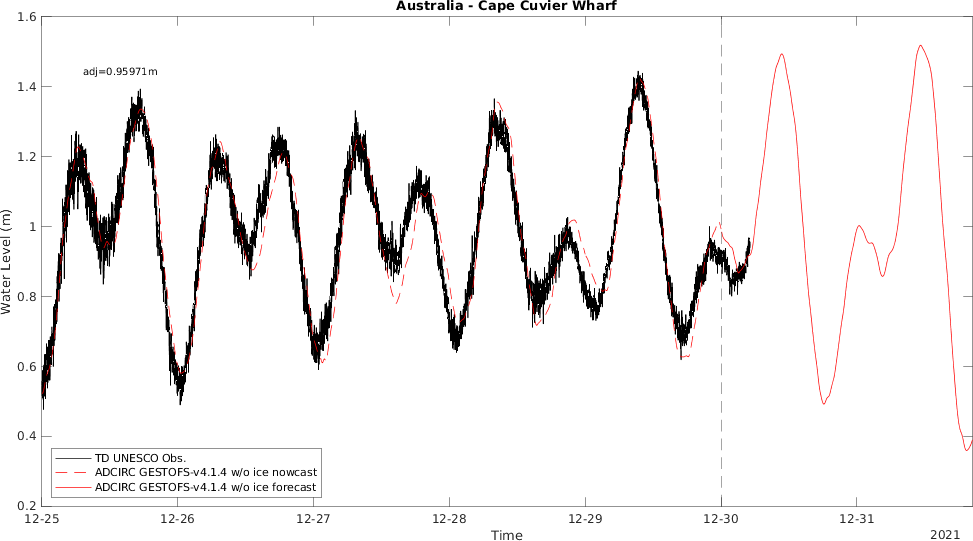 Australia - Cape Cuvier Wharf
1.6
1.4
1.2
1
0.8
0.6
0.4
0.2
Water Level (m)
adj=0.95971m
TD UNESCO Obs.
ADCIRC GESTOFS-v4.1.4 w/o ice nowcast
ADCIRC GESTOFS-v4.1.4 w/o ice forecast
12-25 12-26 12-27 12-28 12-29 12-30 12-31
Time
2021